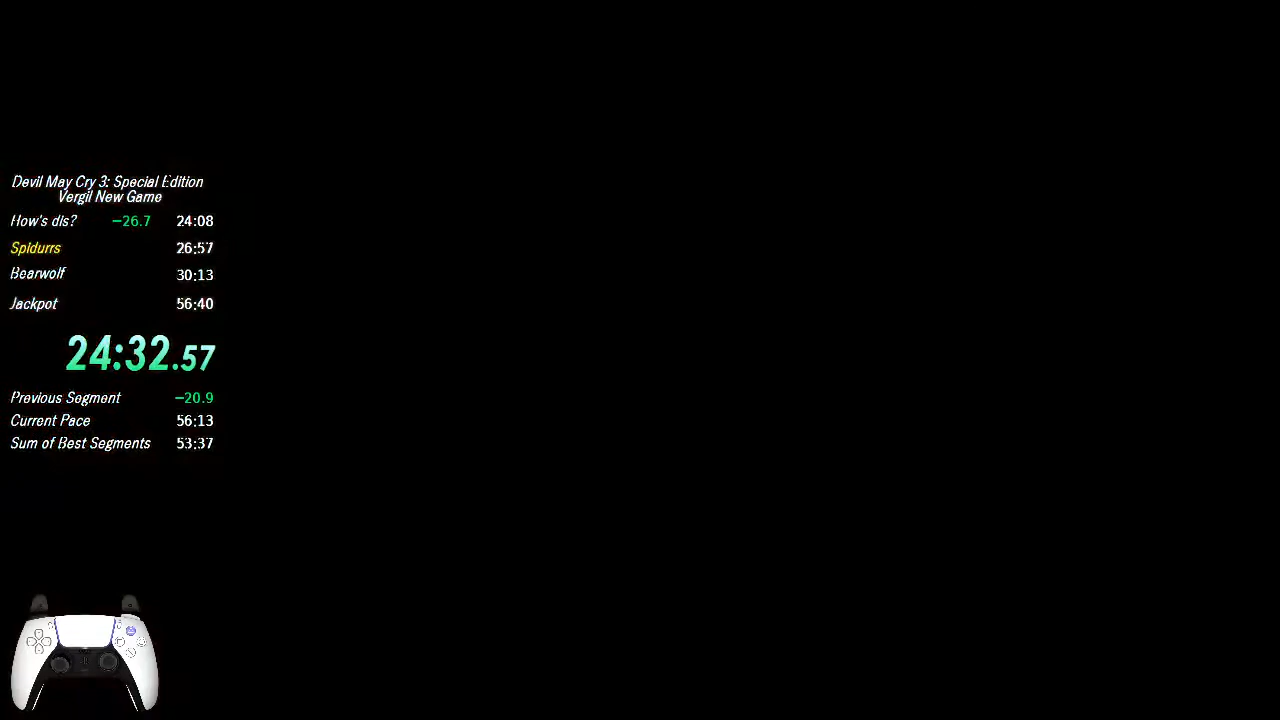 Devil May Cry 3: Special Edition
Vergil New Game
How's dis? −26.7 24:08
Spidurrs 26:57
Bearwolf 30:13
Jackpot 56:40
24:32.57
Previous Segment −20.9
Current Pace 56:13
Sum of Best Segments 53:37